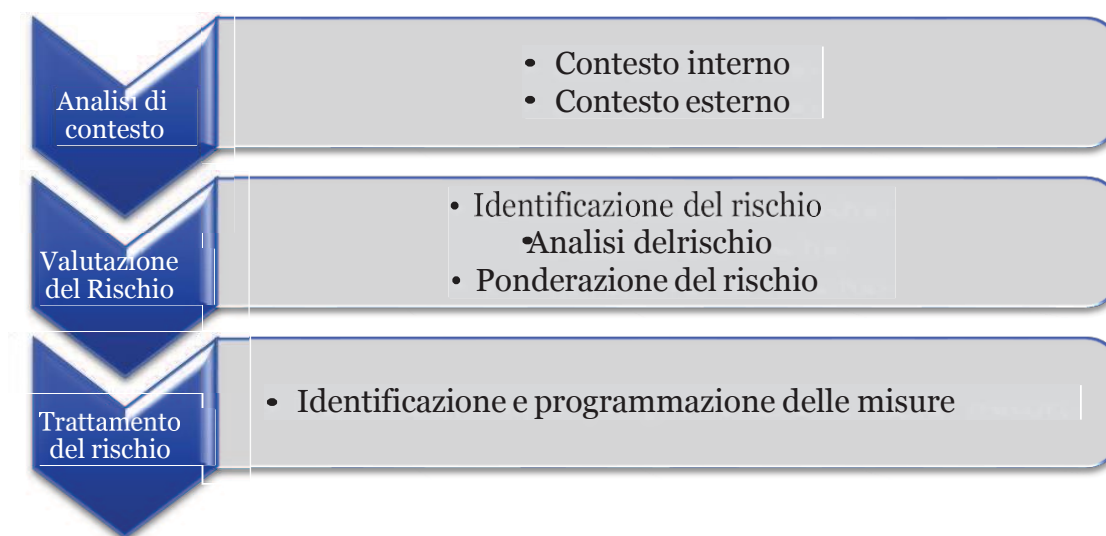 Analisi di
contesto
• Contesto interno
• Contesto esterno
Valutazione
del Rischio
• Identificazione del rischio
•Analisi delrischio
• Ponderazione del rischio
Trattamento
del rischio
• Identificazione e programmazione delle misure